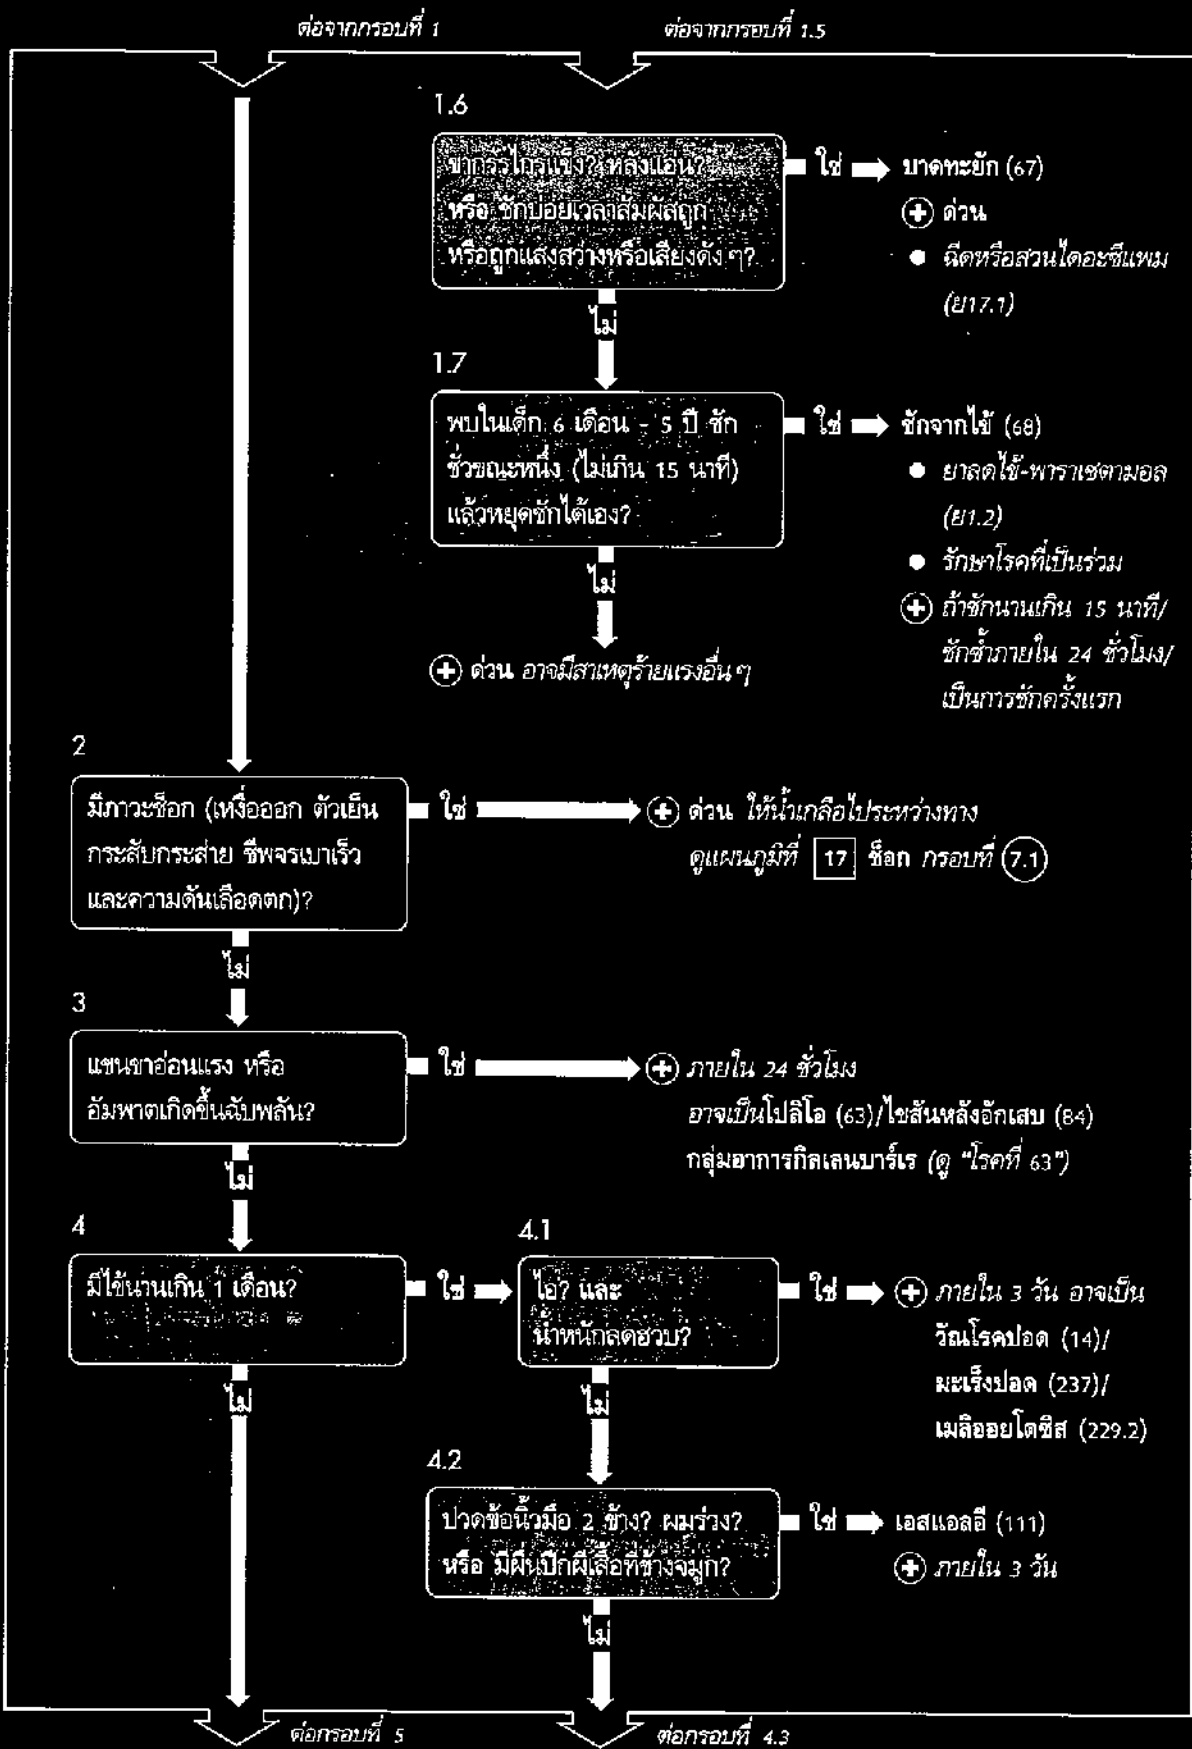 ต่อจากกรอบที่ 1
ต่อจากกรอบที่ 1.5
1.6
ขากรรไกรแข็ง? หลังแอ่น?
หรือ ชักบ่อยเวลาสัมผัสถูก
หรือถูกแสงสว่างหรือเสียงดัง ๆ?
ใช่
บาดทะยัก (67)
+ ด่วน
● ฉีดหรือสวนไดอะซีแพม
(ย17.1)
ไม่
1.7
พบในเด็ก 6 เดือน - 5 ปี ชัก
ชั่วขณะหนึ่ง (ไม่เกิน 15 นาที)
แล้วหยุดชักได้เอง?
ใช่
ชักจากไข้ (68)
● ยาลดไข้-พาราเซตามอล
(ย1.2)
● รักษาโรคที่เป็นร่วม
+ ถ้าชักนานเกิน 15 นาที/
ชักซ้ำภายใน 24 ชั่วโมง/
เป็นการชักครั้งแรก
ไม่
+ ด่วน อาจมีสาเหตุร้ายแรงอื่น ๆ
2
มีภาวะช็อก (เหงื่อออก ตัวเย็น
กระสับกระส่าย ชีพจรเบาเร็ว
และความดันเลือดตก)?
ใช่
+ ด่วน ให้น้ำเกลือไประหว่างทาง
ดูแผนภูมิที่ 17 ช็อก กรอบที่ 7.1
ไม่
3
แขนขาอ่อนแรง หรือ
อัมพาตเกิดขึ้นฉับพลัน?
ใช่
+ ภายใน 24 ชั่วโมง
อาจเป็นโปลิโอ (63)/ไขสันหลังอักเสบ (84)
กลุ่มอาการกิลเลนบาร์เร (ดู "โรคที่ 63")
ไม่
4
มีไข้นานเกิน 1 เดือน?
ใช่
4.1
ไอ? และ
น้ำหนักลดฮวบ?
ใช่
+ ภายใน 3 วัน อาจเป็น
วัณโรคปอด (14)/
มะเร็งปอด (237)/
เมลิออยโดซิส (229.2)
ไม่
ไม่
4.2
ปวดข้อนิ้วมือ 2 ข้าง? ผมร่วง?
หรือ มีผื่นปีกผีเสื้อที่ข้างจมูก?
ใช่
เอสแอลอี (111)
+ ภายใน 3 วัน
ไม่
ต่อกรอบที่ 5
ต่อกรอบที่ 4.3